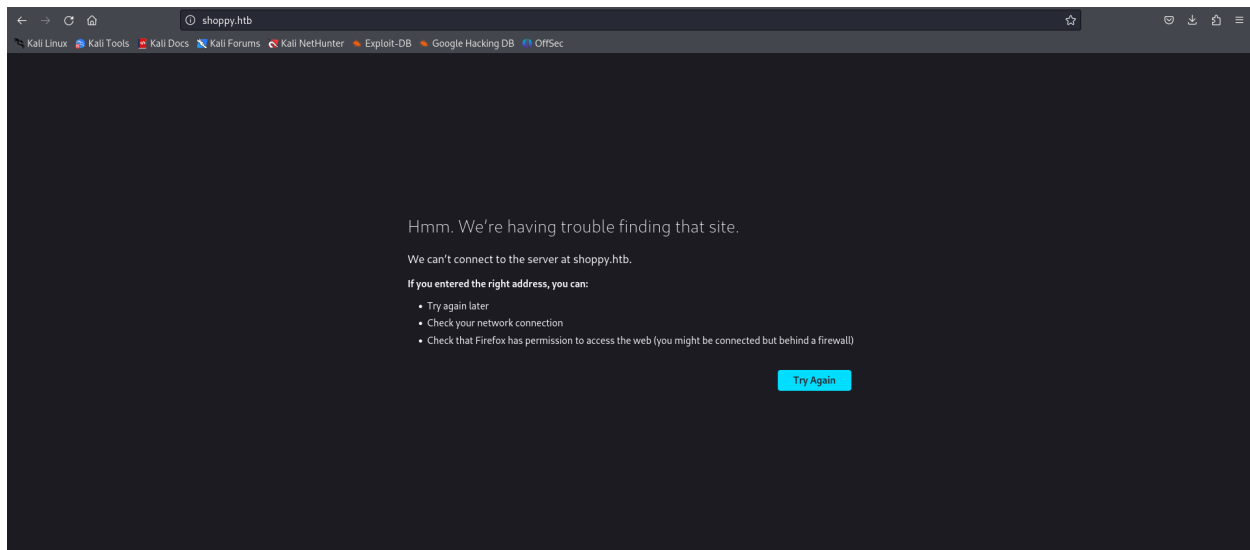 shoppy.htb
Kali Linux Kali Tools Kali Docs Kali Forums Kali NetHunter Exploit-DB Google Hacking DB OffSec
Hmm. We're having trouble finding that site.
We can't connect to the server at shoppy.htb.
If you entered the right address, you can:
• Try again later
• Check your network connection
• Check that Firefox has permission to access the web (you might be connected but behind a firewall)
Try Again